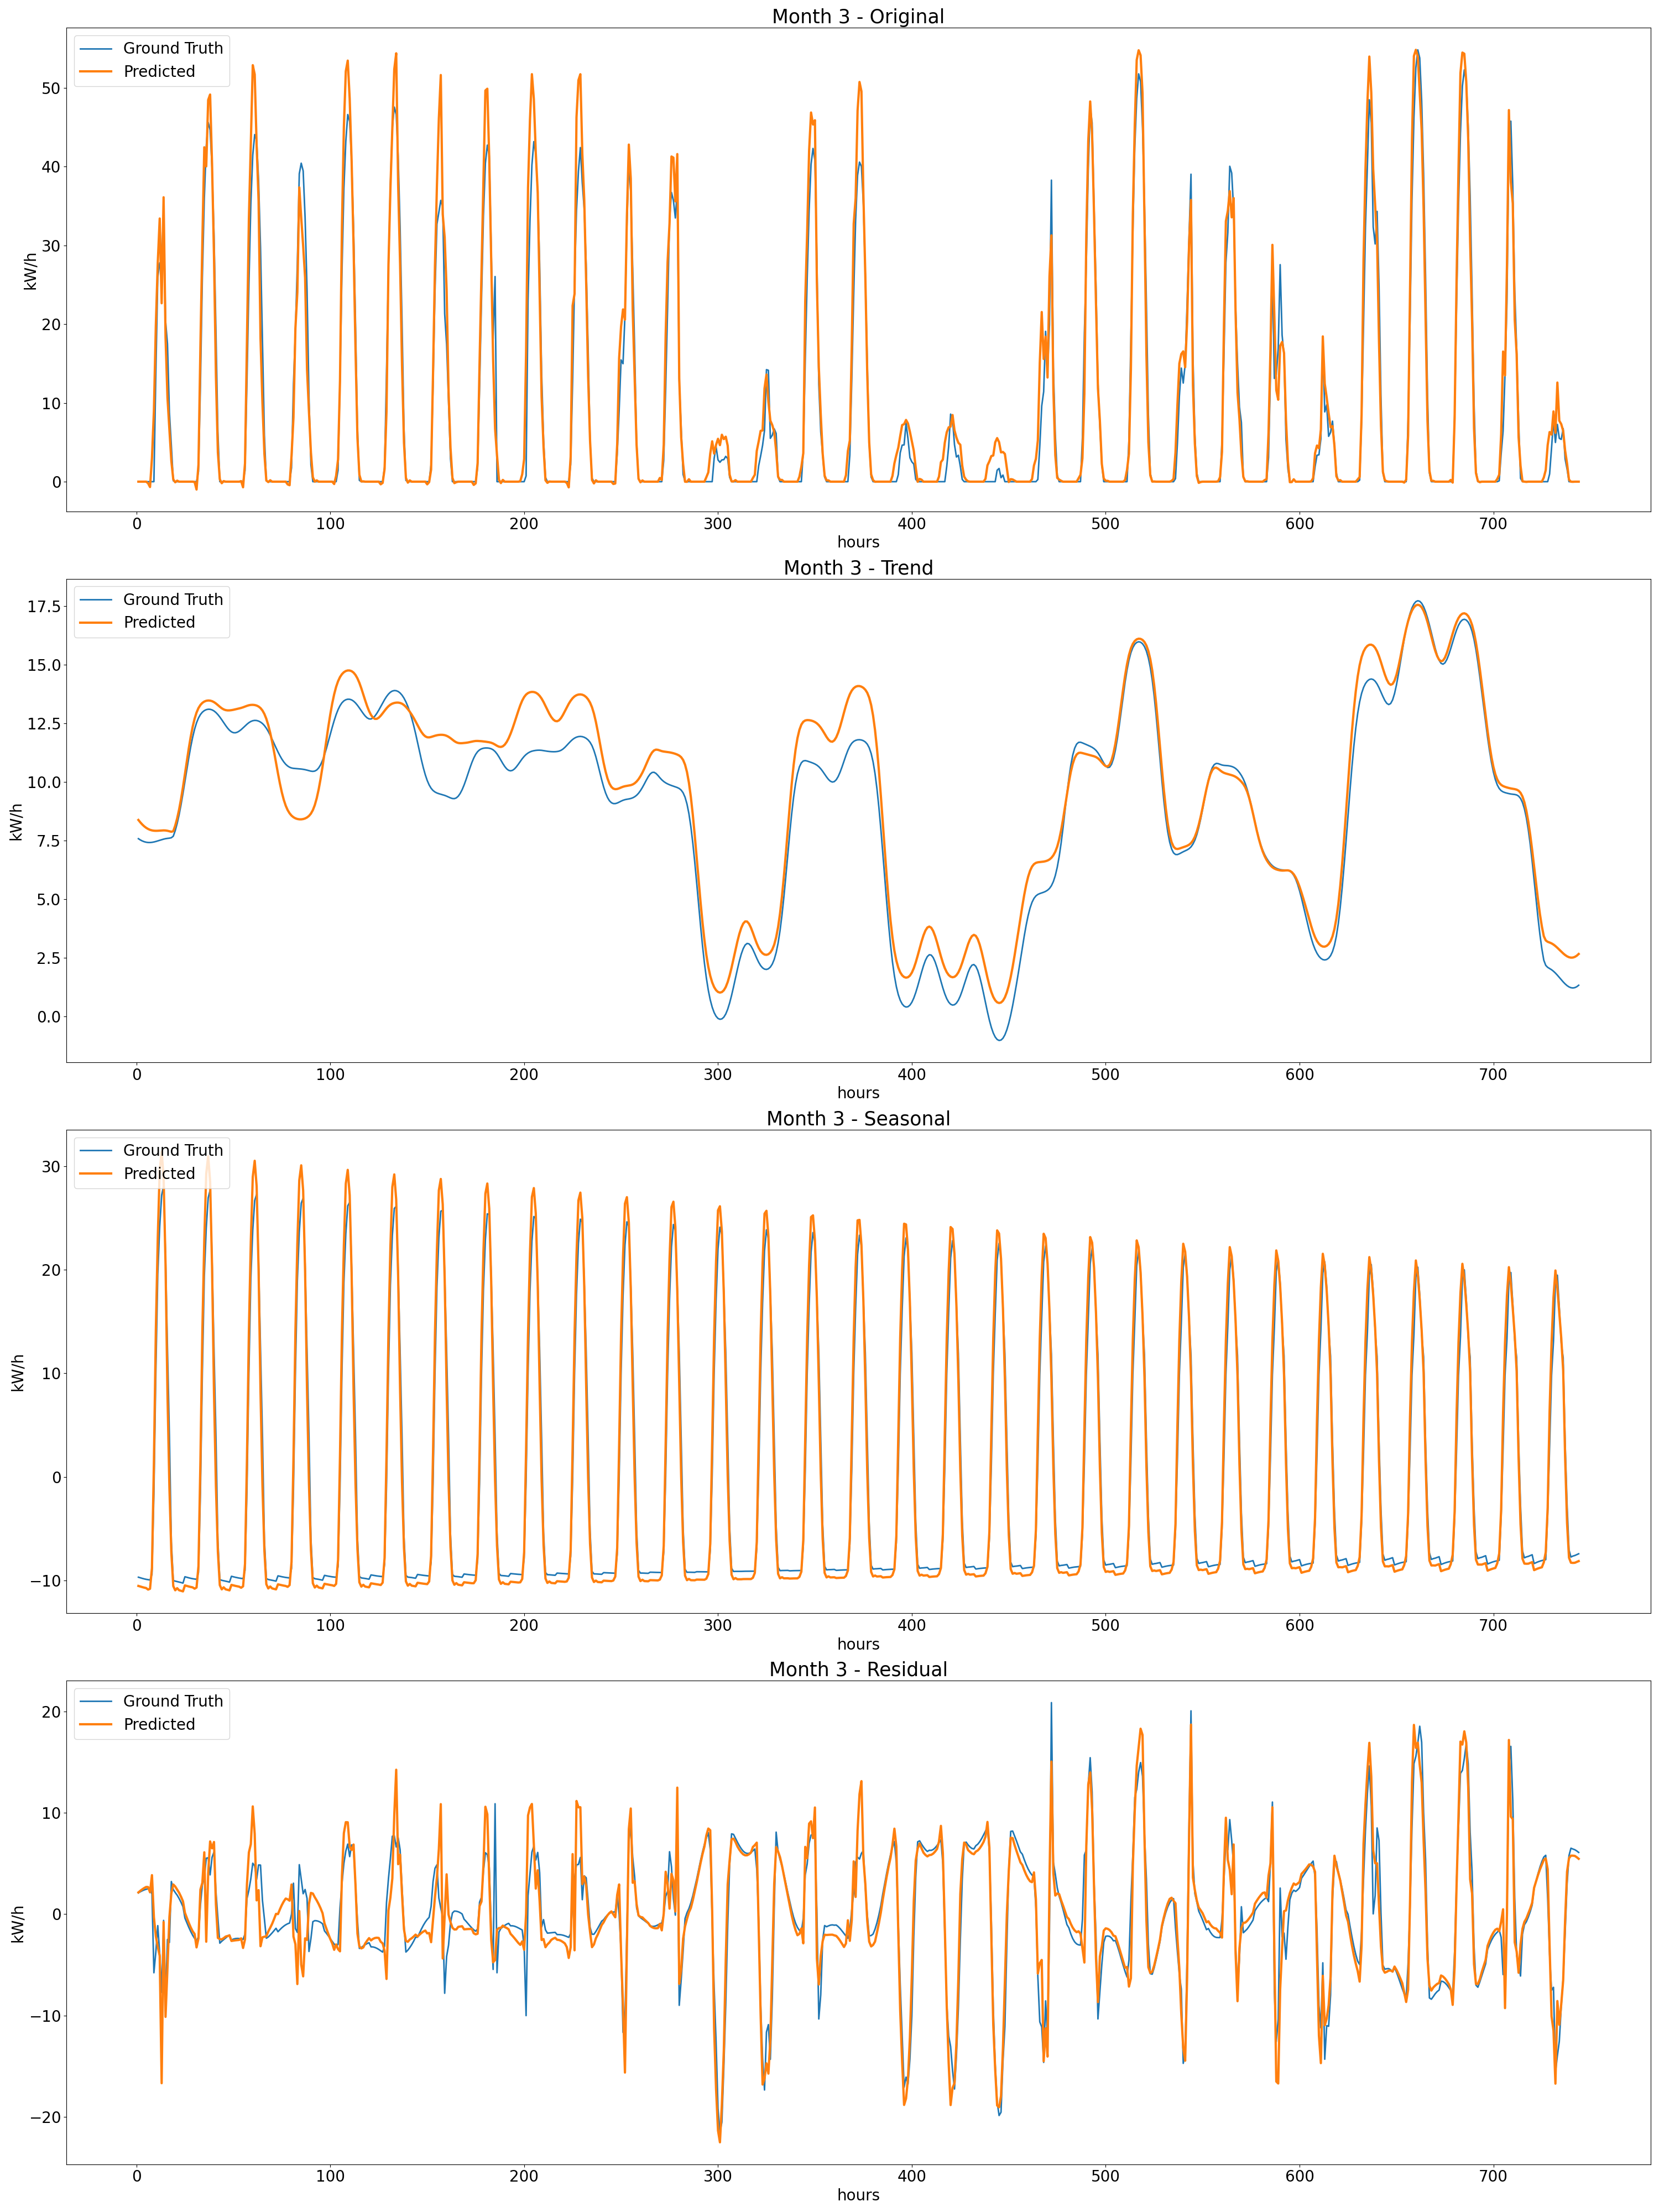 Month 3 - Original
Ground Truth
Predicted
50
40
30
20
10
0
kW/h
0 100 200 300 400 500 600 700
hours
Month 3 - Trend
Ground Truth
Predicted
17.5
15.0
12.5
10.0
7.5
5.0
2.5
0.0
kW/h
0 100 200 300 400 500 600 700
hours
Month 3 - Seasonal
Ground Truth
Predicted
30
20
10
0
−10
kW/h
0 100 200 300 400 500 600 700
hours
Month 3 - Residual
Ground Truth
Predicted
20
10
0
−10
−20
kW/h
0 100 200 300 400 500 600 700
hours